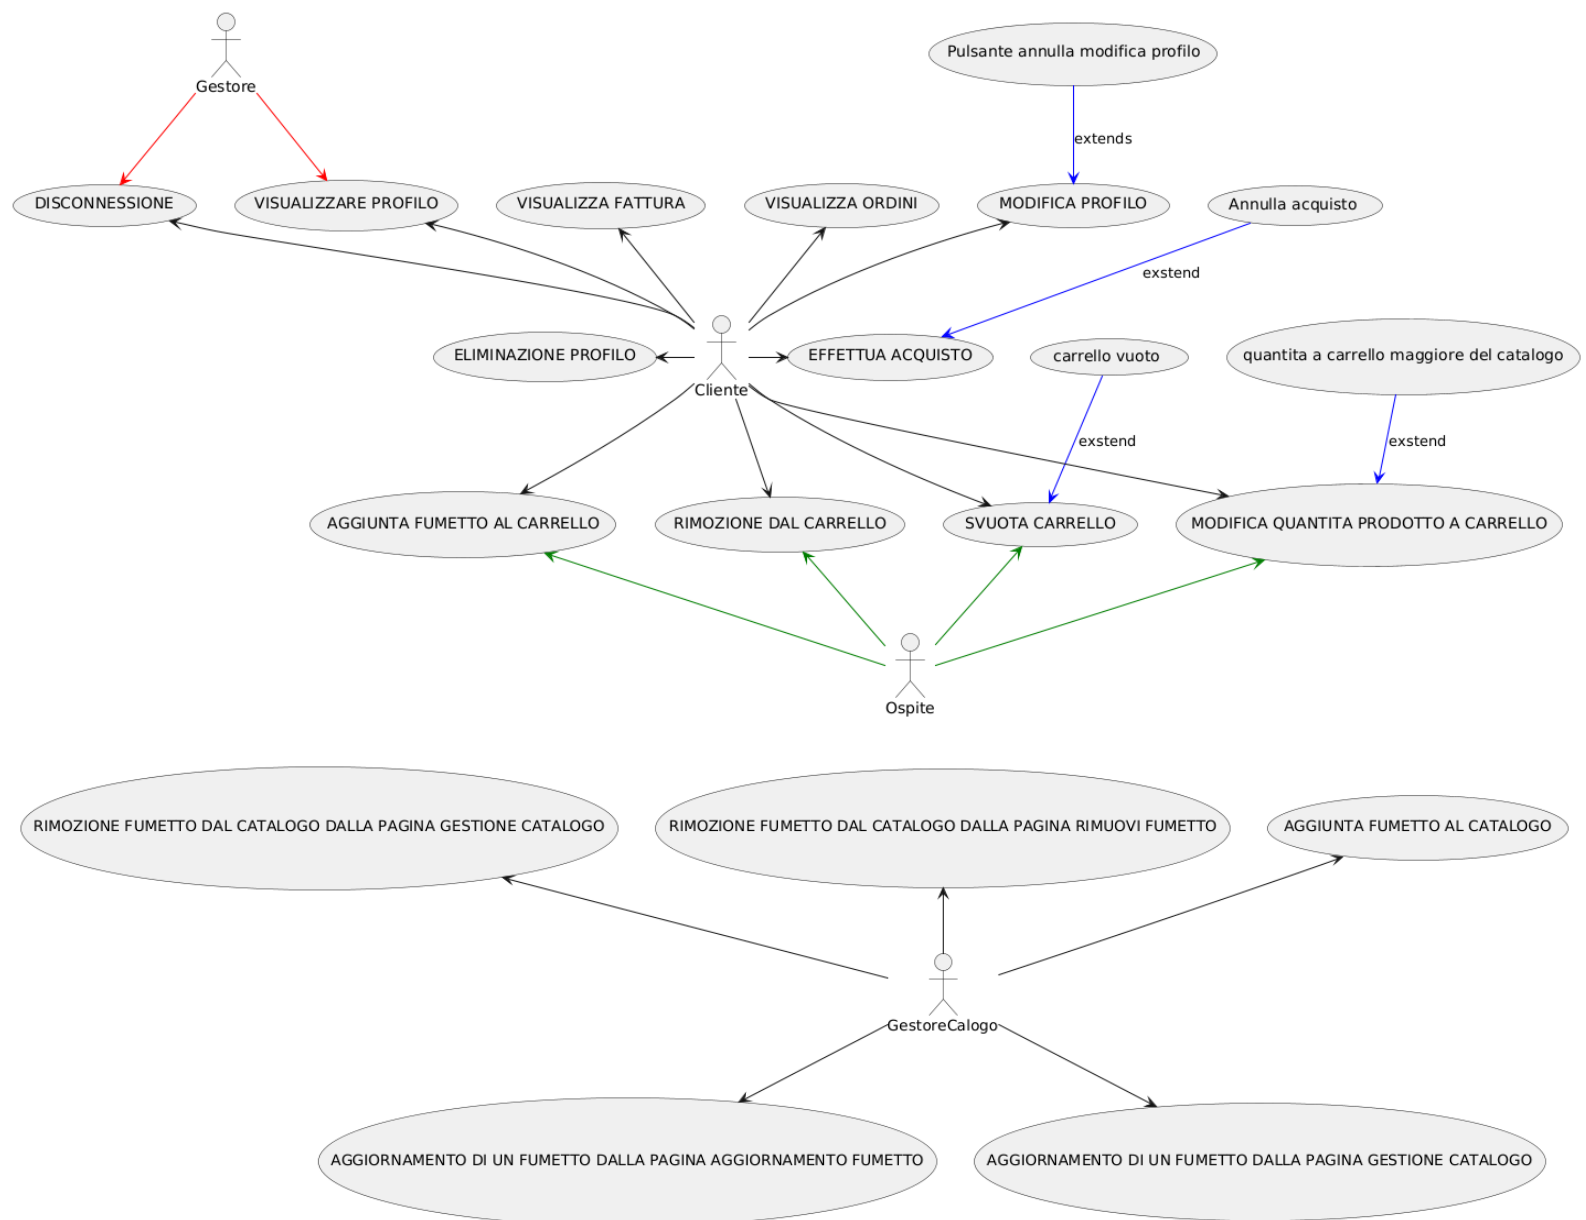 Gestore
Pulsante annulla modifica profilo
extends
DISCONNESSIONE
VISUALIZZARE PROFILO
VISUALIZZA FATTURA
VISUALIZZA ORDINI
MODIFICA PROFILO
Annulla acquisto
exstend
ELIMINAZIONE PROFILO
Cliente
EFFETTUA ACQUISTO
carrello vuoto
quantita a carrello maggiore del catalogo
exstend
exstend
AGGIUNTA FUMETTO AL CARRELLO
RIMOZIONE DAL CARRELLO
SVUOTA CARRELLO
MODIFICA QUANTITA PRODOTTO A CARRELLO
Ospite
RIMOZIONE FUMETTO DAL CATALOGO DALLA PAGINA GESTIONE CATALOGO
RIMOZIONE FUMETTO DAL CATALOGO DALLA PAGINA RIMUOVI FUMETTO
AGGIUNTA FUMETTO AL CATALOGO
GestoreCalogo
AGGIORNAMENTO DI UN FUMETTO DALLA PAGINA AGGIORNAMENTO FUMETTO
AGGIORNAMENTO DI UN FUMETTO DALLA PAGINA GESTIONE CATALOGO